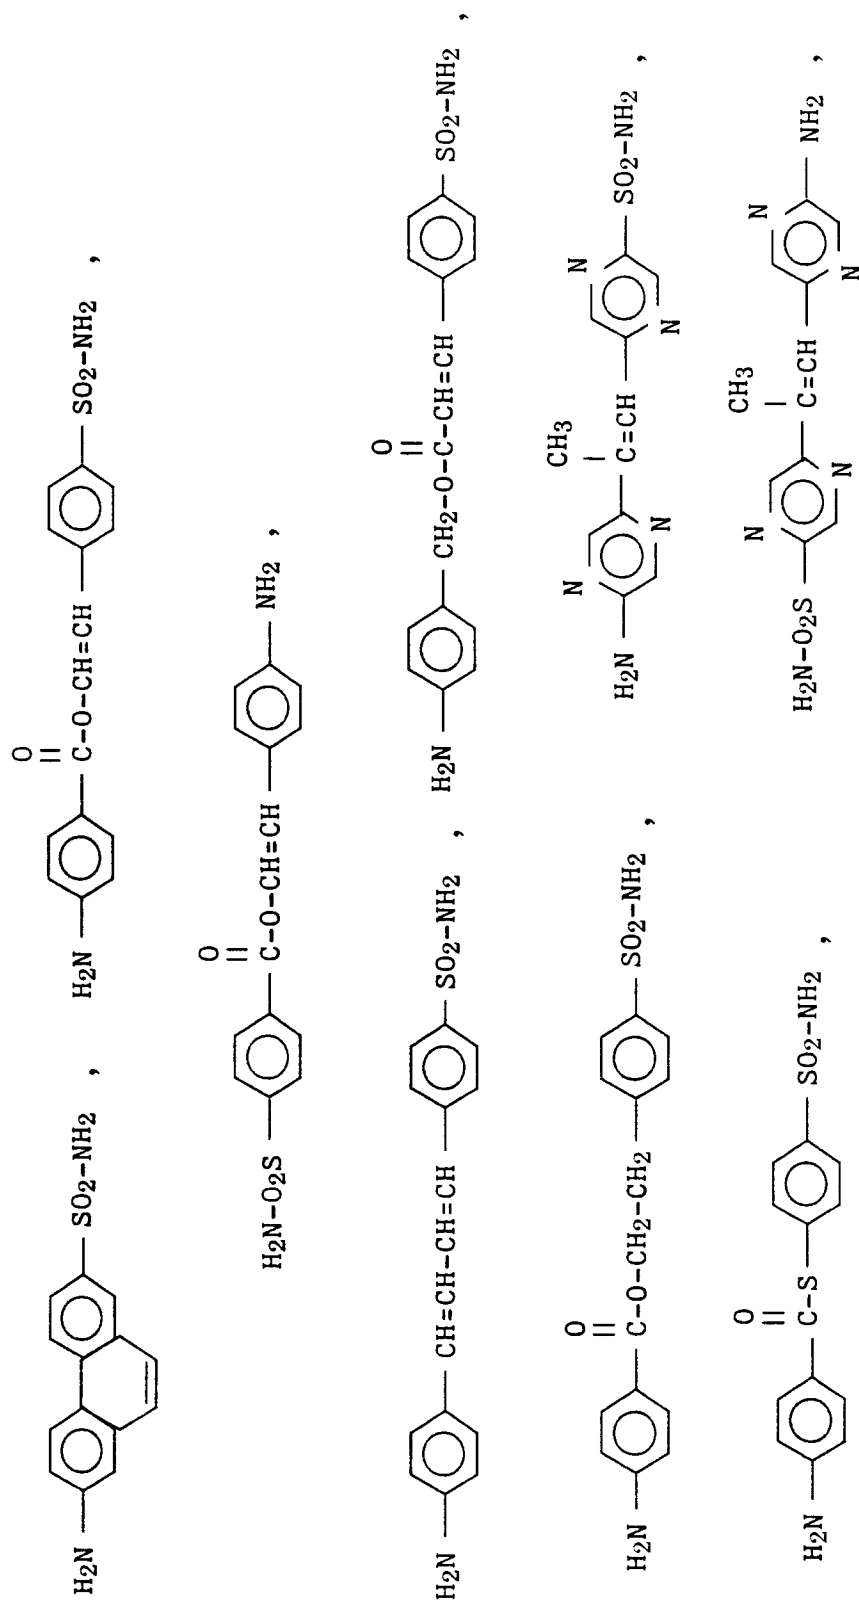 O
H2N SO2-NH2 , H2N C-O-CH=CH SO2-NH2 ,
O
H2N-O2S C-O-CH=CH NH2 ,
O
H2N CH=CH-CH=CH SO2-NH2 , H2N CH2-O-C-CH=CH SO2-NH2 ,
O CH3 N N
H2N C-O-CH2-CH2 SO2-NH2 , H2N N C=CH N SO2-NH2 ,
O N CH3 N
H2N C-S SO2-NH2 , H2N-O2S N C=CH N NH2 ,